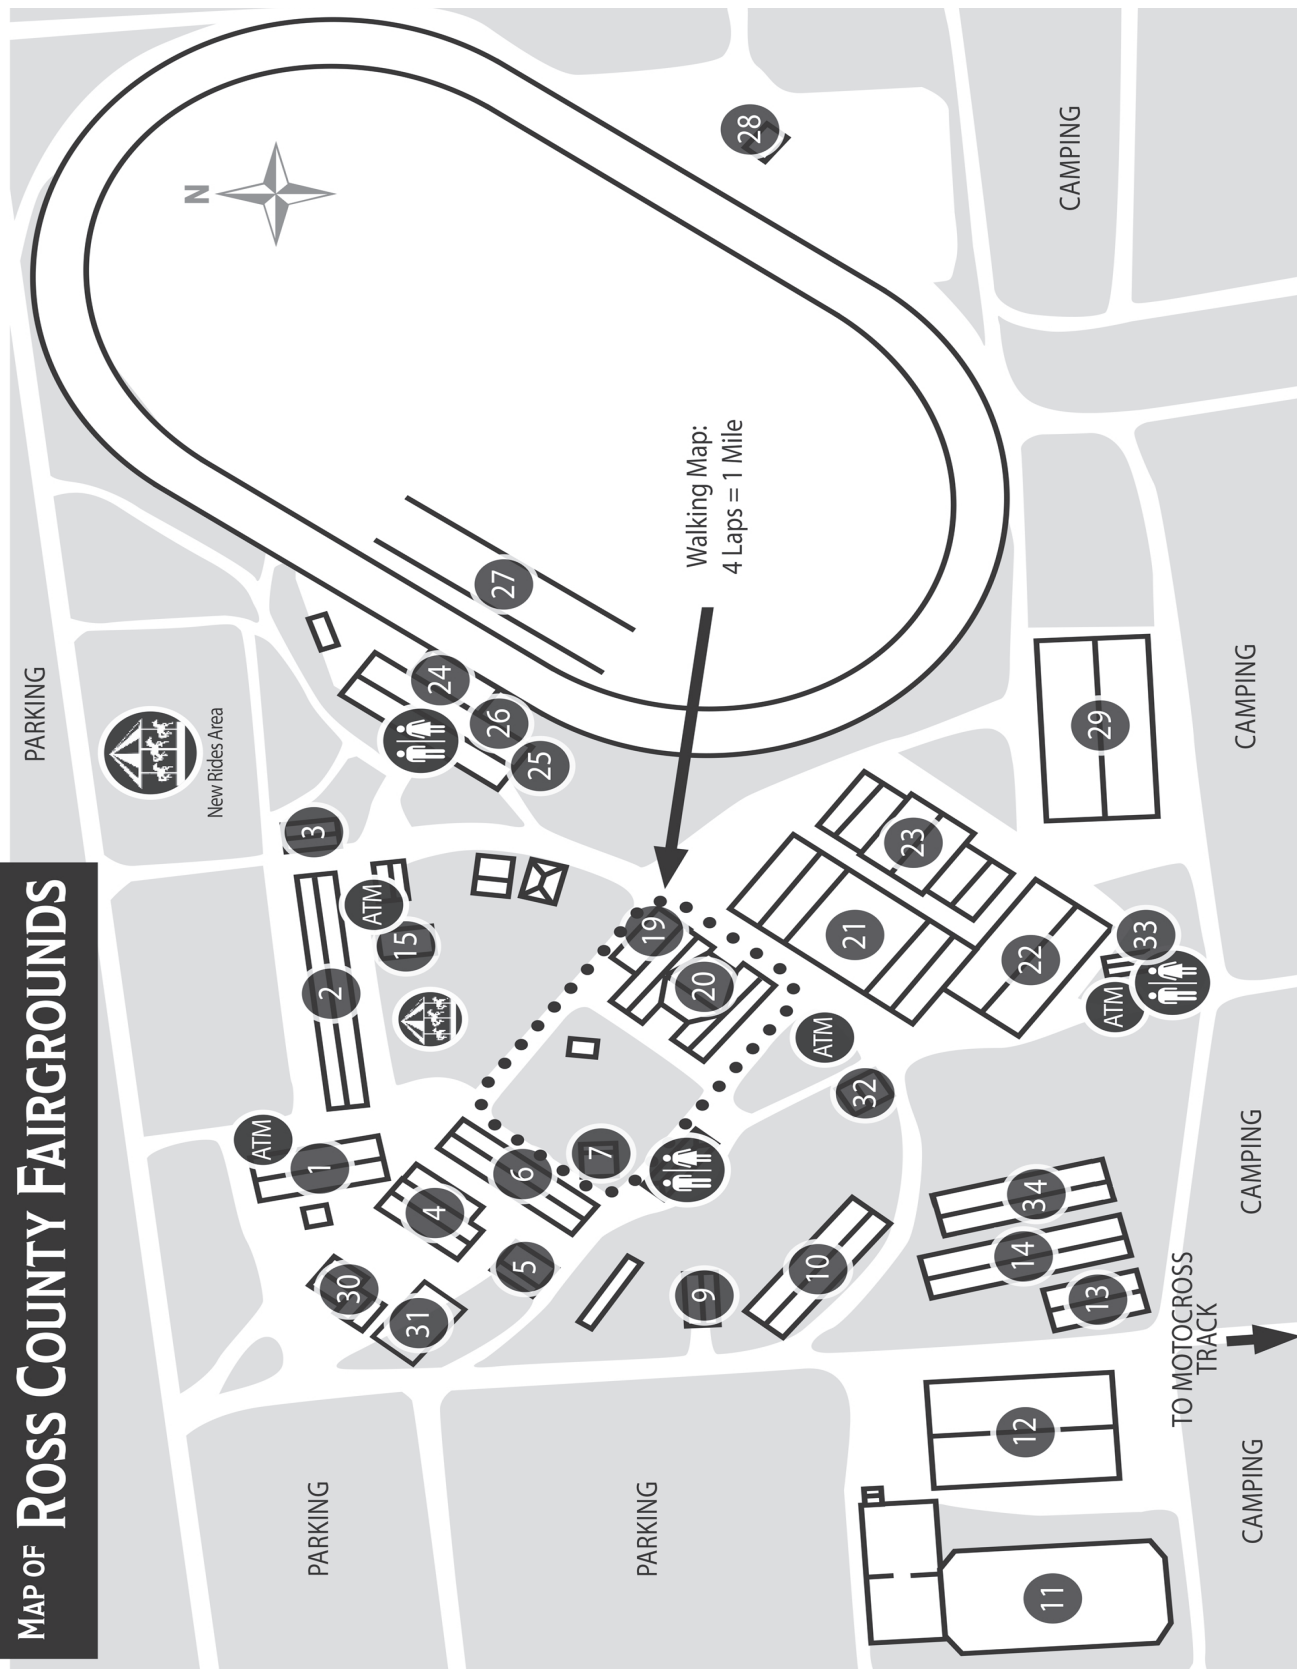 MAP OF ROSS COUNTY FAIRGROUNDS
PARKING
PARKING
PARKING
New Rides Area
N
ATM
1
2
3
ATM
15
30
31
4
5
6
7
9
10
24
26
25
27
28
Walking Map:
4 Laps = 1 Mile
19
20
21
22
23
ATM
32
ATM
33
29
34
14
13
12
11
TO MOTOCROSS
TRACK
CAMPING
CAMPING
CAMPING
CAMPING